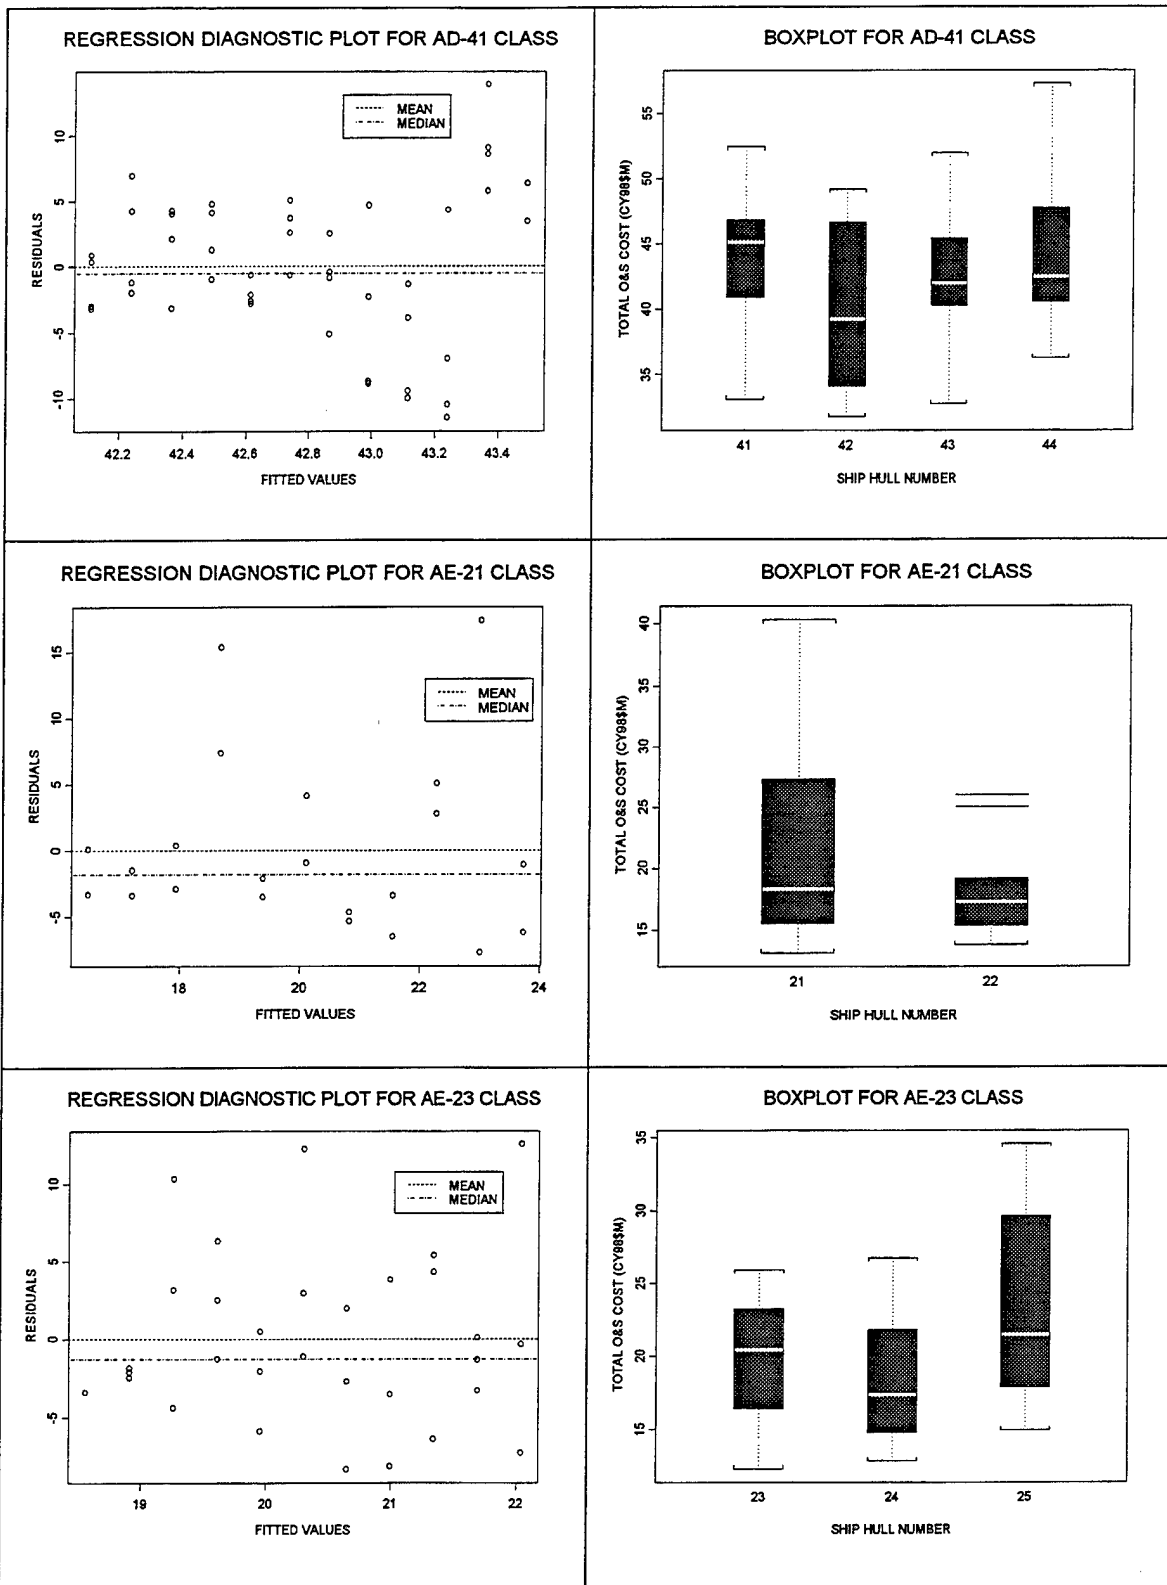 REGRESSION DIAGNOSTIC PLOT FOR AD-41 CLASS
RESIDUALS
10
5
0
-5
-10
MEAN
MEDIAN
42.2 42.4 42.6 42.8 43.0 43.2 43.4
FITTED VALUES
BOXPLOT FOR AD-41 CLASS
TOTAL O&S COST (CY98$M)
55
50
45
40
35
41 42 43 44
SHIP HULL NUMBER
REGRESSION DIAGNOSTIC PLOT FOR AE-21 CLASS
RESIDUALS
15
10
5
0
-5
MEAN
MEDIAN
18 20 22 24
FITTED VALUES
BOXPLOT FOR AE-21 CLASS
TOTAL O&S COST (CY98$M)
40
35
30
25
20
15
21 22
SHIP HULL NUMBER
REGRESSION DIAGNOSTIC PLOT FOR AE-23 CLASS
RESIDUALS
10
5
0
-5
MEAN
MEDIAN
19 20 21 22
FITTED VALUES
BOXPLOT FOR AE-23 CLASS
TOTAL O&S COST (CY98$M)
35
30
25
20
15
23 24 25
SHIP HULL NUMBER